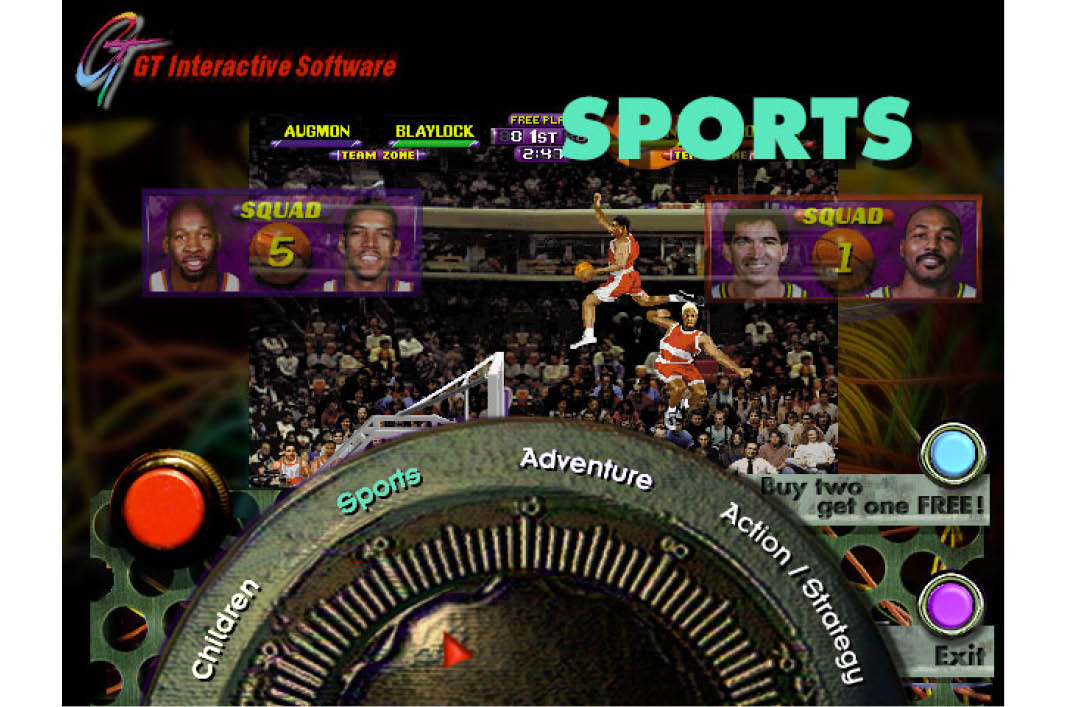 GT Interactive Software
SPORTS
AUGMON
BLAYLOCK
FREE PL
1ST
2:47
TEAM ZONE
SQUAD
5
SQUAD
1
Sports
Adventure
Children
Action / Strategy
Buy two
get one FREE!
Exit